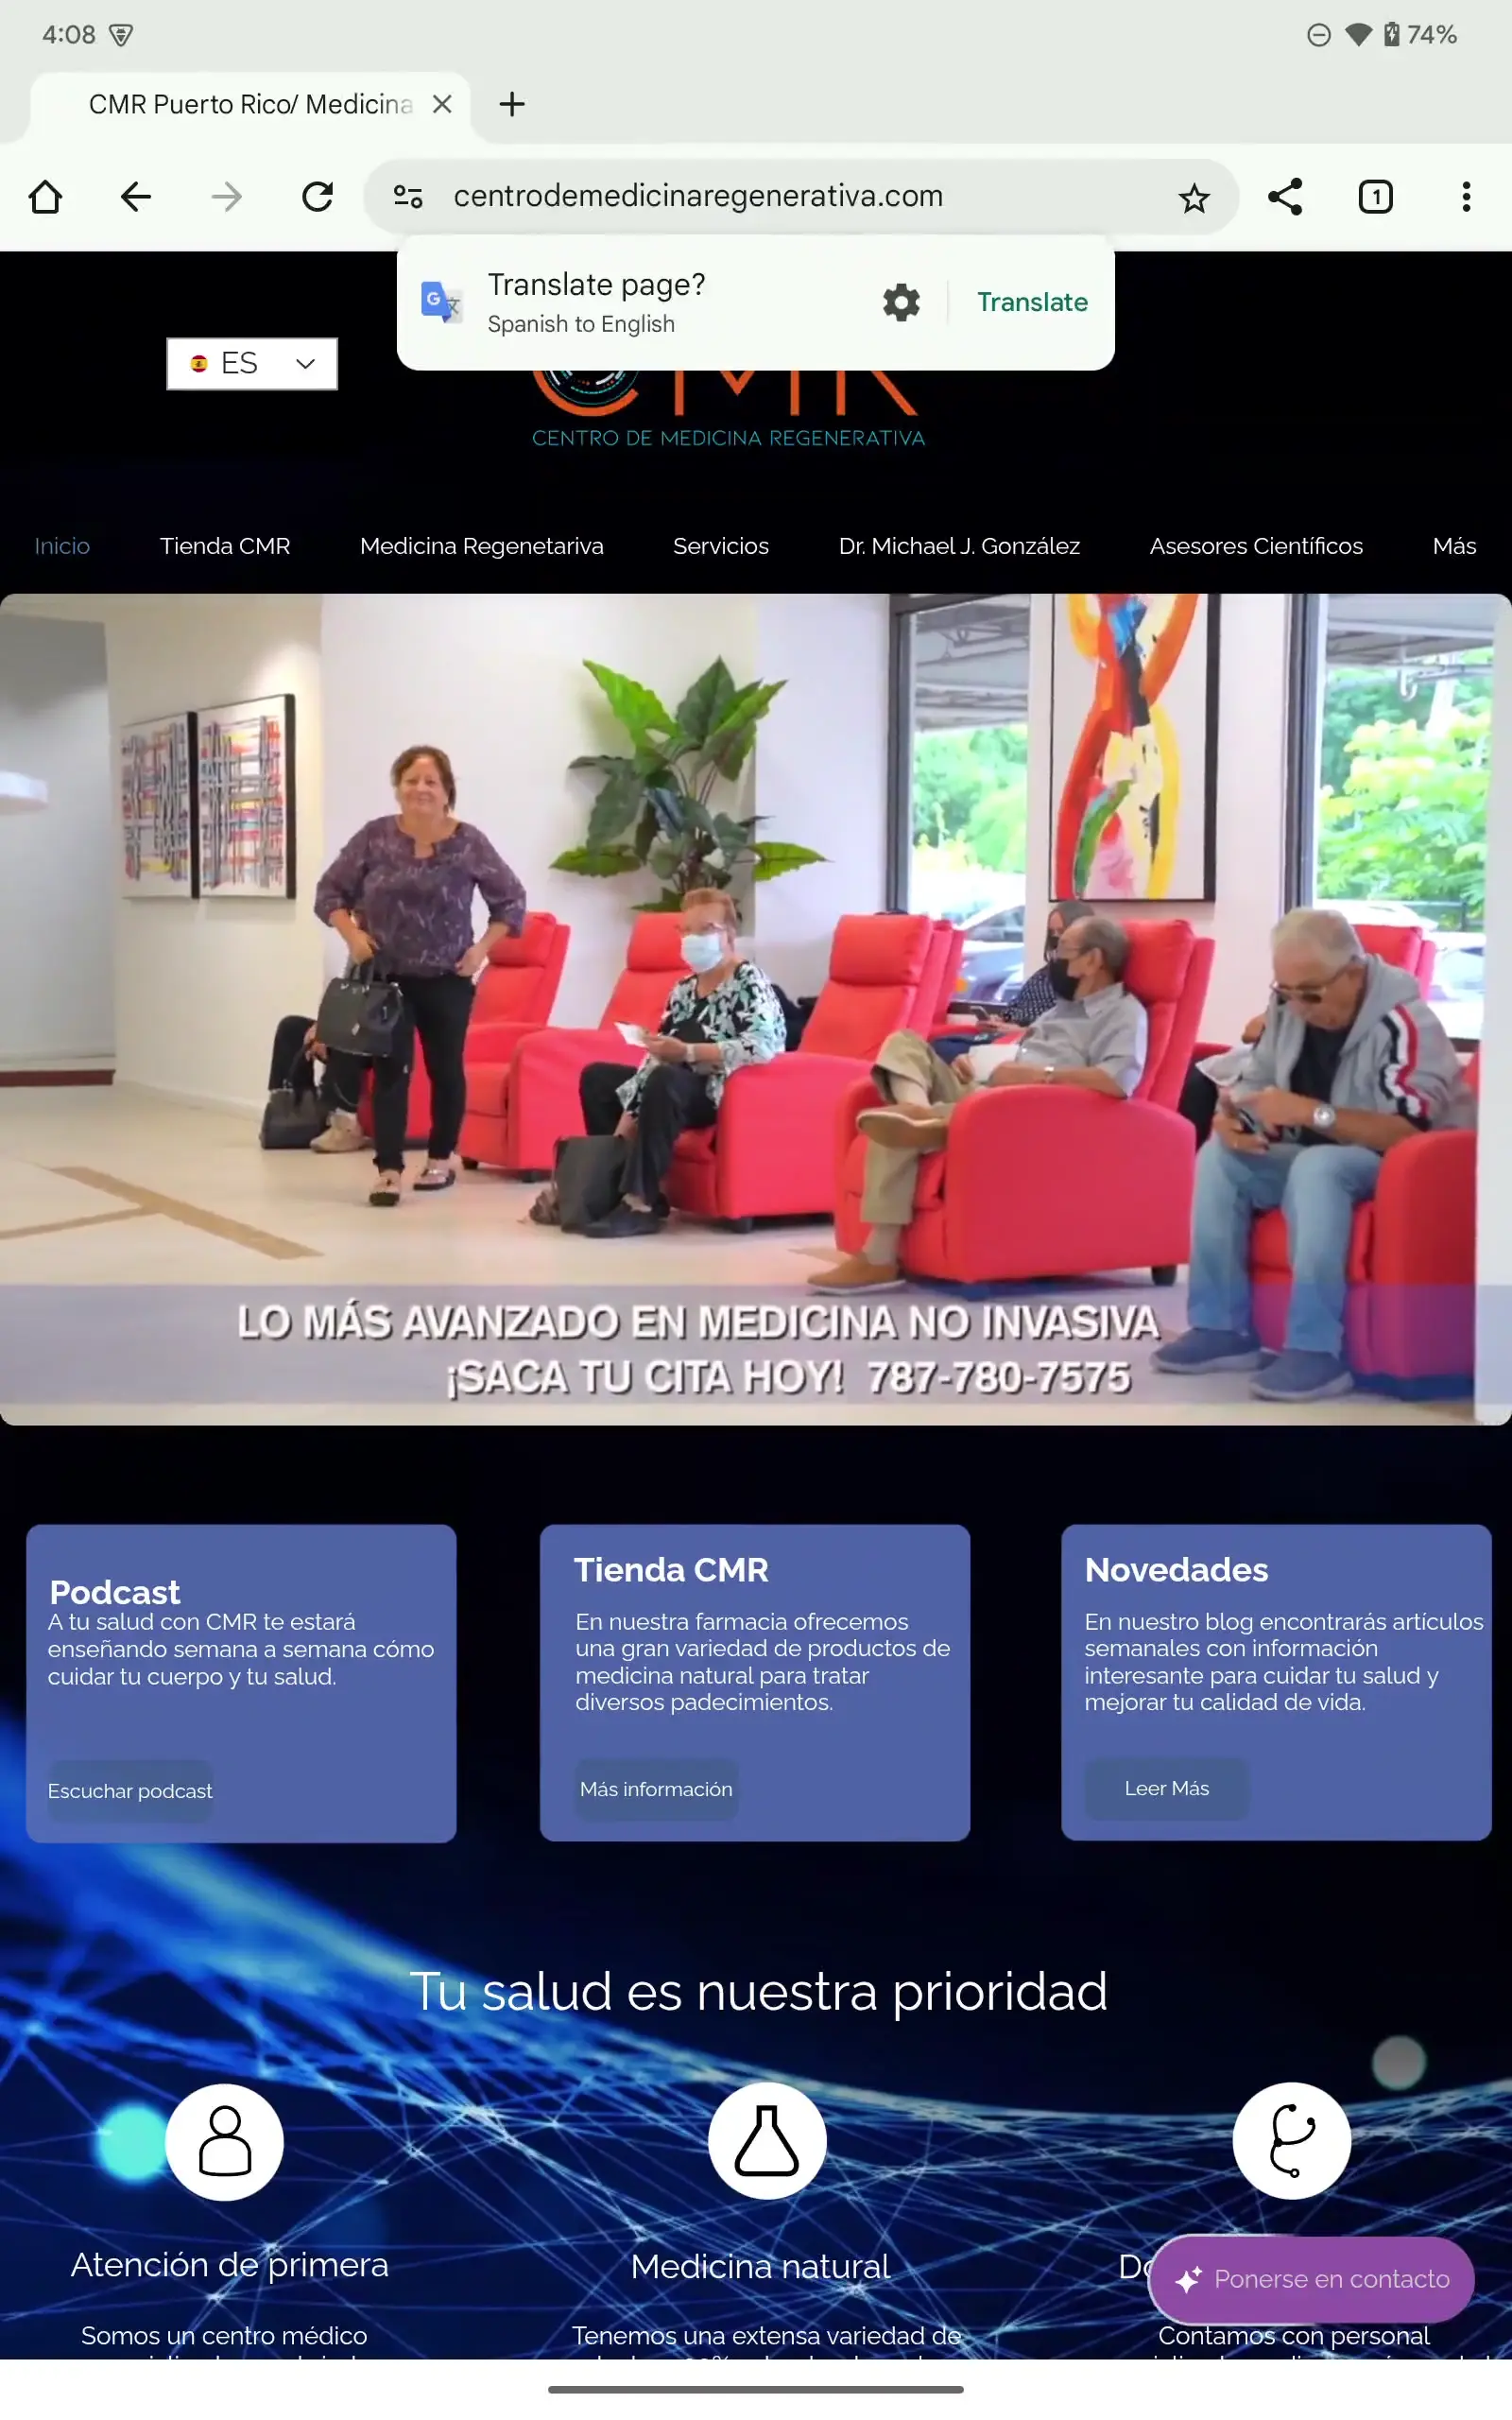 4:08
74%
CMR Puerto Rico/ Medicina
centrodemedicinaregenerativa.com
1
Translate page?
Spanish to English
Translate
ES
CMR
CENTRO DE MEDICINA REGENERATIVA
Inicio Tienda CMR Medicina Regenetariva Servicios Dr. Michael J. González Asesores Científicos Más
LO MÁS AVANZADO EN MEDICINA NO INVASIVA
¡SACA TU CITA HOY! 787-780-7575
Podcast
A tu salud con CMR te estará
enseñando semana a semana cómo
cuidar tu cuerpo y tu salud.
Escuchar podcast
Tienda CMR
En nuestra farmacia ofrecemos
una gran variedad de productos de
medicina natural para tratar
diversos padecimientos.
Más información
Novedades
En nuestro blog encontrarás artículos
semanales con información
interesante para cuidar tu salud y
mejorar tu calidad de vida.
Leer Más
Tu salud es nuestra prioridad
Atención de primera
Somos un centro médico
Medicina natural
Tenemos una extensa variedad de
Ponerse en contacto
Contamos con personal